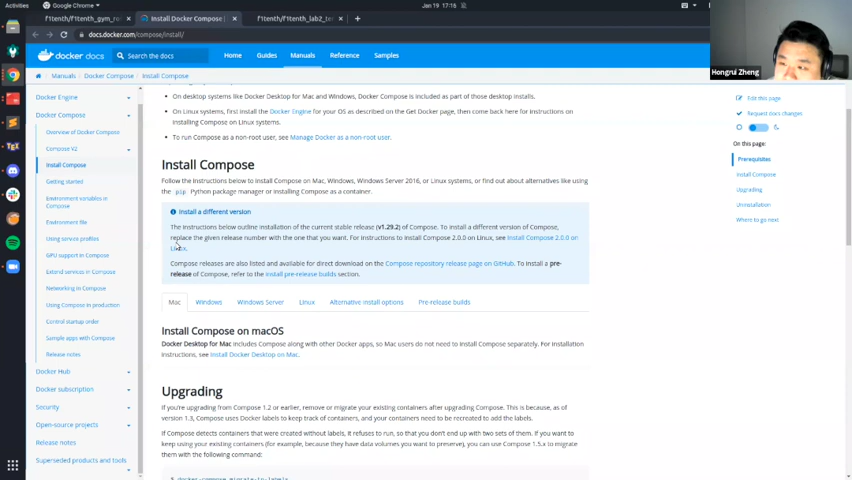 Activities
Google Chrome
Jan 19 17:16
f1tenth/f1tenth_gym_ro
Install Docker Compose |
f1tenth/f1tenth_lab2_te
docs.docker.com/compose/install/
docker docs
Search the docs
Home
Guides
Manuals
Reference
Samples
Hongrui Zheng
Manuals
Docker Compose
Install Compose
Docker Engine
Docker Compose
Overview of Docker Compose
Compose V2
Install Compose
Getting started
Environment variables in
Compose
Environment file
Using service profiles
GPU support in Compose
Extend services in Compose
Networking in Compose
Using Compose in production
Control startup order
Sample apps with Compose
Release notes
Docker Hub
Docker subscription
Security
Open-source projects
Release notes
Superseded products and tools
On desktop systems like Docker Desktop for Mac and Windows, Docker Compose is included as part of those desktop installs.
On Linux systems, first install the Docker Engine for your OS as described on the Get Docker page, then come back here for instructions
on installing Compose on Linux systems.
To run Compose as a non-root user, see Manage Docker as a non-root user.
Install Compose
Follow the instructions below to install Compose on Mac, Windows, Windows Server 2016, or Linux systems, or find out about alternatives like using
the pip Python package manager or installing Compose as a container.
Install a different version
The instructions below outline installation of the current stable release (v1.29.2) of Compose. To install a different version of Compose,
replace the given release number with the one that you want. For instructions to install Compose 2.0.0 on Linux, see Install Compose 2.0.0 on
Linux.
Compose releases are also listed and available for direct download on the Compose repository release page on GitHub. To install a pre-
release of Compose, refer to the install pre-release builds section.
Mac
Windows
Windows Server
Linux
Alternative install options
Pre-release builds
Install Compose on macOS
Docker Desktop for Mac includes Compose along with other Docker apps, so Mac users do not need to install Compose separately. For installation
instructions, see Install Docker Desktop on Mac.
Upgrading
If you're upgrading from Compose 1.2 or earlier, remove or migrate your existing containers after upgrading Compose. This is because, as of
version 1.3, Compose uses Docker labels to keep track of containers, and your containers need to be recreated to add the labels.
If Compose detects containers that were created without labels, it refuses to run, so that you don't end up with two sets of them. If you want to
keep using your existing containers (for example, because they have data volumes you want to preserve), you can use Compose 1.5.x to migrate
them with the following command:
$ docker-compose migrate-to-labels
Edit this page
Request docs changes
On this page:
Prerequisites
Install Compose
Upgrading
Uninstallation
Where to go next